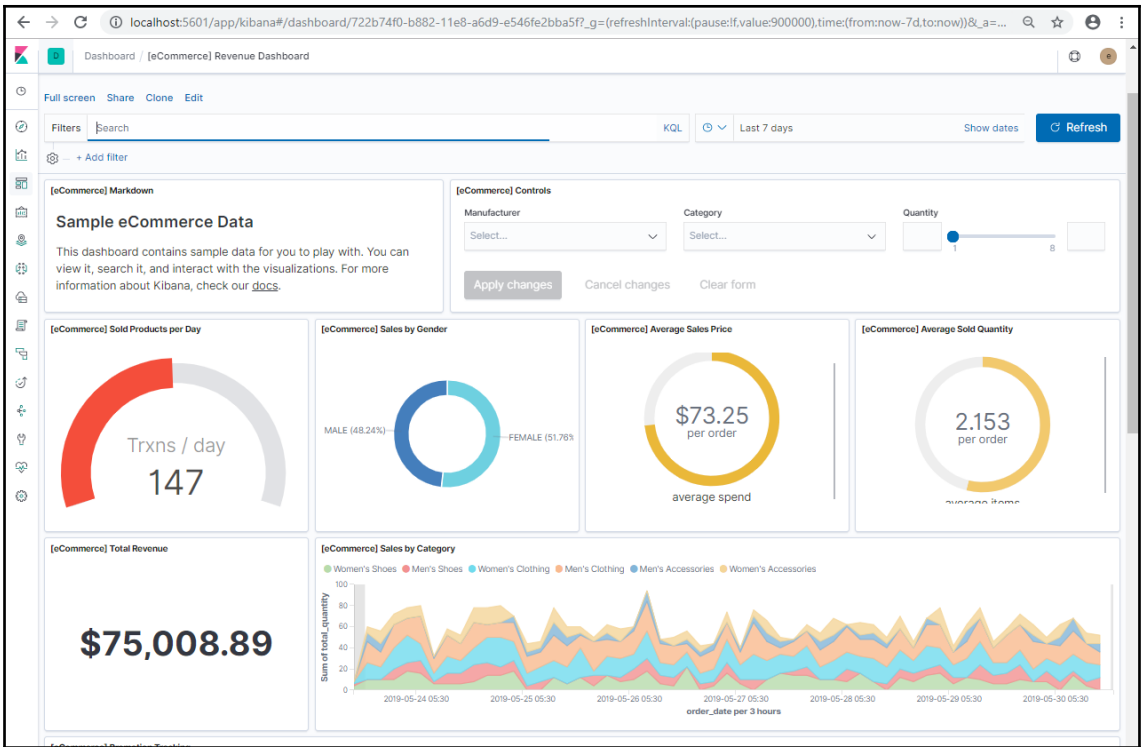 localhost:5601/app/kibana#/dashboard/722b74f0-b882-11e8-a6d9-e546fe2bba5f?_g=(refreshInterval:(pause:!f,value:900000),time:(from:now-7d,to:now))&_a=...
D Dashboard / [eCommerce] Revenue Dashboard e
Full screen Share Clone Edit
Filters Search KQL Last 7 days Show dates Refresh
+ Add filter
[eCommerce] Markdown
Sample eCommerce Data
This dashboard contains sample data for you to play with. You can
view it, search it, and interact with the visualizations. For more
information about Kibana, check our docs.
[eCommerce] Controls
Manufacturer Category Quantity
Select... Select... 1 8
Apply changes Cancel changes Clear form
[eCommerce] Sold Products per Day
Trxns / day
147
[eCommerce] Sales by Gender
MALE (48.24%) FEMALE (51.76%
[eCommerce] Average Sales Price
$73.25
per order
average spend
[eCommerce] Average Sold Quantity
2.153
per order
average items
[eCommerce] Total Revenue
$75,008.89
[eCommerce] Sales by Category
Women's Shoes Men's Shoes Women's Clothing Men's Clothing Men's Accessories Women's Accessories
Sum of total_quantity
100
80
60
40
20
0
2019-05-24 05:30 2019-05-25 05:30 2019-05-26 05:30 2019-05-27 05:30 2019-05-28 05:30 2019-05-29 05:30 2019-05-30 05:30
order_date per 3 hours
[eCommerce] Promotion Tracking